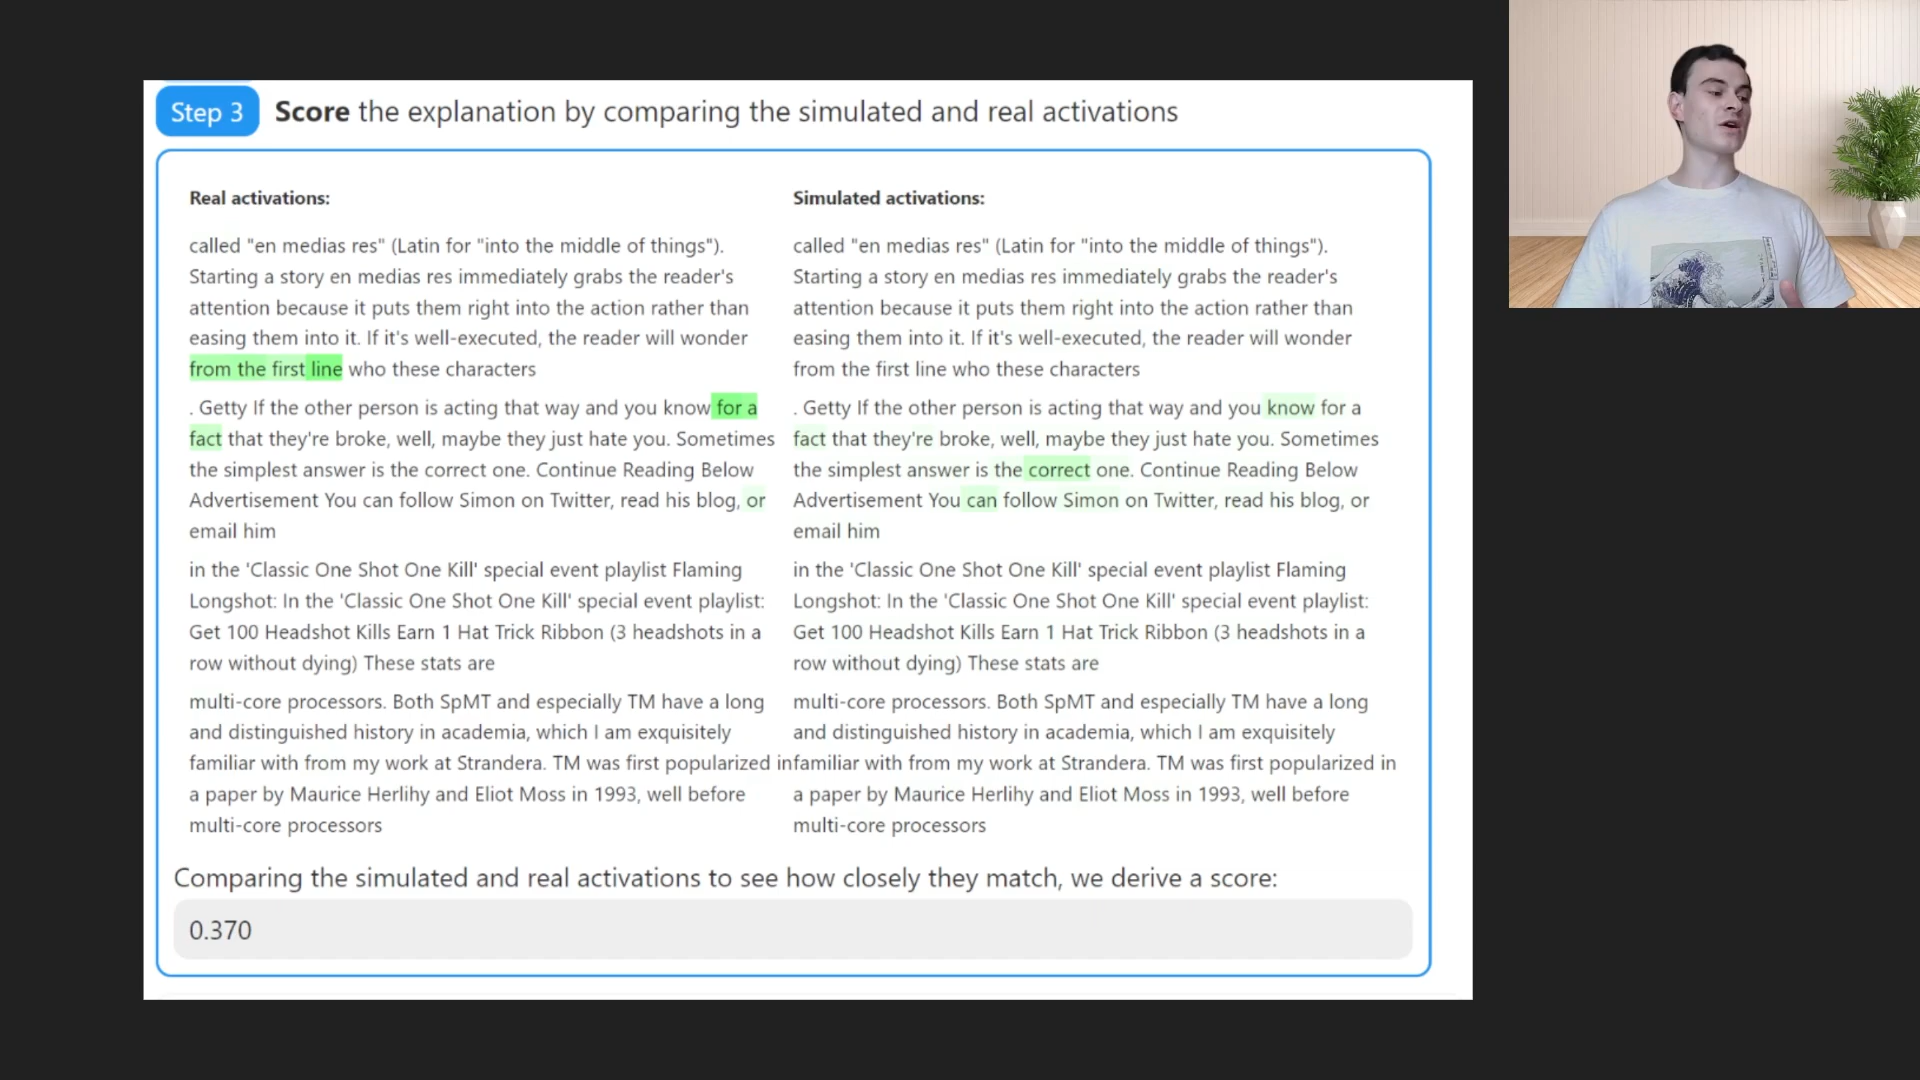 Step 3 Score the explanation by comparing the simulated and real activations
Real activations:
called "en medias res" (Latin for "into the middle of things").
Starting a story en medias res immediately grabs the reader's
attention because it puts them right into the action rather than
easing them into it. If it's well-executed, the reader will wonder
from the first line who these characters
. Getty If the other person is acting that way and you know for a
fact that they're broke, well, maybe they just hate you. Sometimes
the simplest answer is the correct one. Continue Reading Below
Advertisement You can follow Simon on Twitter, read his blog, or
email him
in the 'Classic One Shot One Kill' special event playlist Flaming
Longshot: In the 'Classic One Shot One Kill' special event playlist:
Get 100 Headshot Kills Earn 1 Hat Trick Ribbon (3 headshots in a
row without dying) These stats are
multi-core processors. Both SpMT and especially TM have a long
and distinguished history in academia, which I am exquisitely
familiar with from my work at Strandera. TM was first popularized in
a paper by Maurice Herlihy and Eliot Moss in 1993, well before
multi-core processors
Simulated activations:
called "en medias res" (Latin for "into the middle of things").
Starting a story en medias res immediately grabs the reader's
attention because it puts them right into the action rather than
easing them into it. If it's well-executed, the reader will wonder
from the first line who these characters
. Getty If the other person is acting that way and you know for a
fact that they're broke, well, maybe they just hate you. Sometimes
the simplest answer is the correct one. Continue Reading Below
Advertisement You can follow Simon on Twitter, read his blog, or
email him
in the 'Classic One Shot One Kill' special event playlist Flaming
Longshot: In the 'Classic One Shot One Kill' special event playlist:
Get 100 Headshot Kills Earn 1 Hat Trick Ribbon (3 headshots in a
row without dying) These stats are
multi-core processors. Both SpMT and especially TM have a long
and distinguished history in academia, which I am exquisitely
familiar with from my work at Strandera. TM was first popularized in
a paper by Maurice Herlihy and Eliot Moss in 1993, well before
multi-core processors
Comparing the simulated and real activations to see how closely they match, we derive a score:
0.370